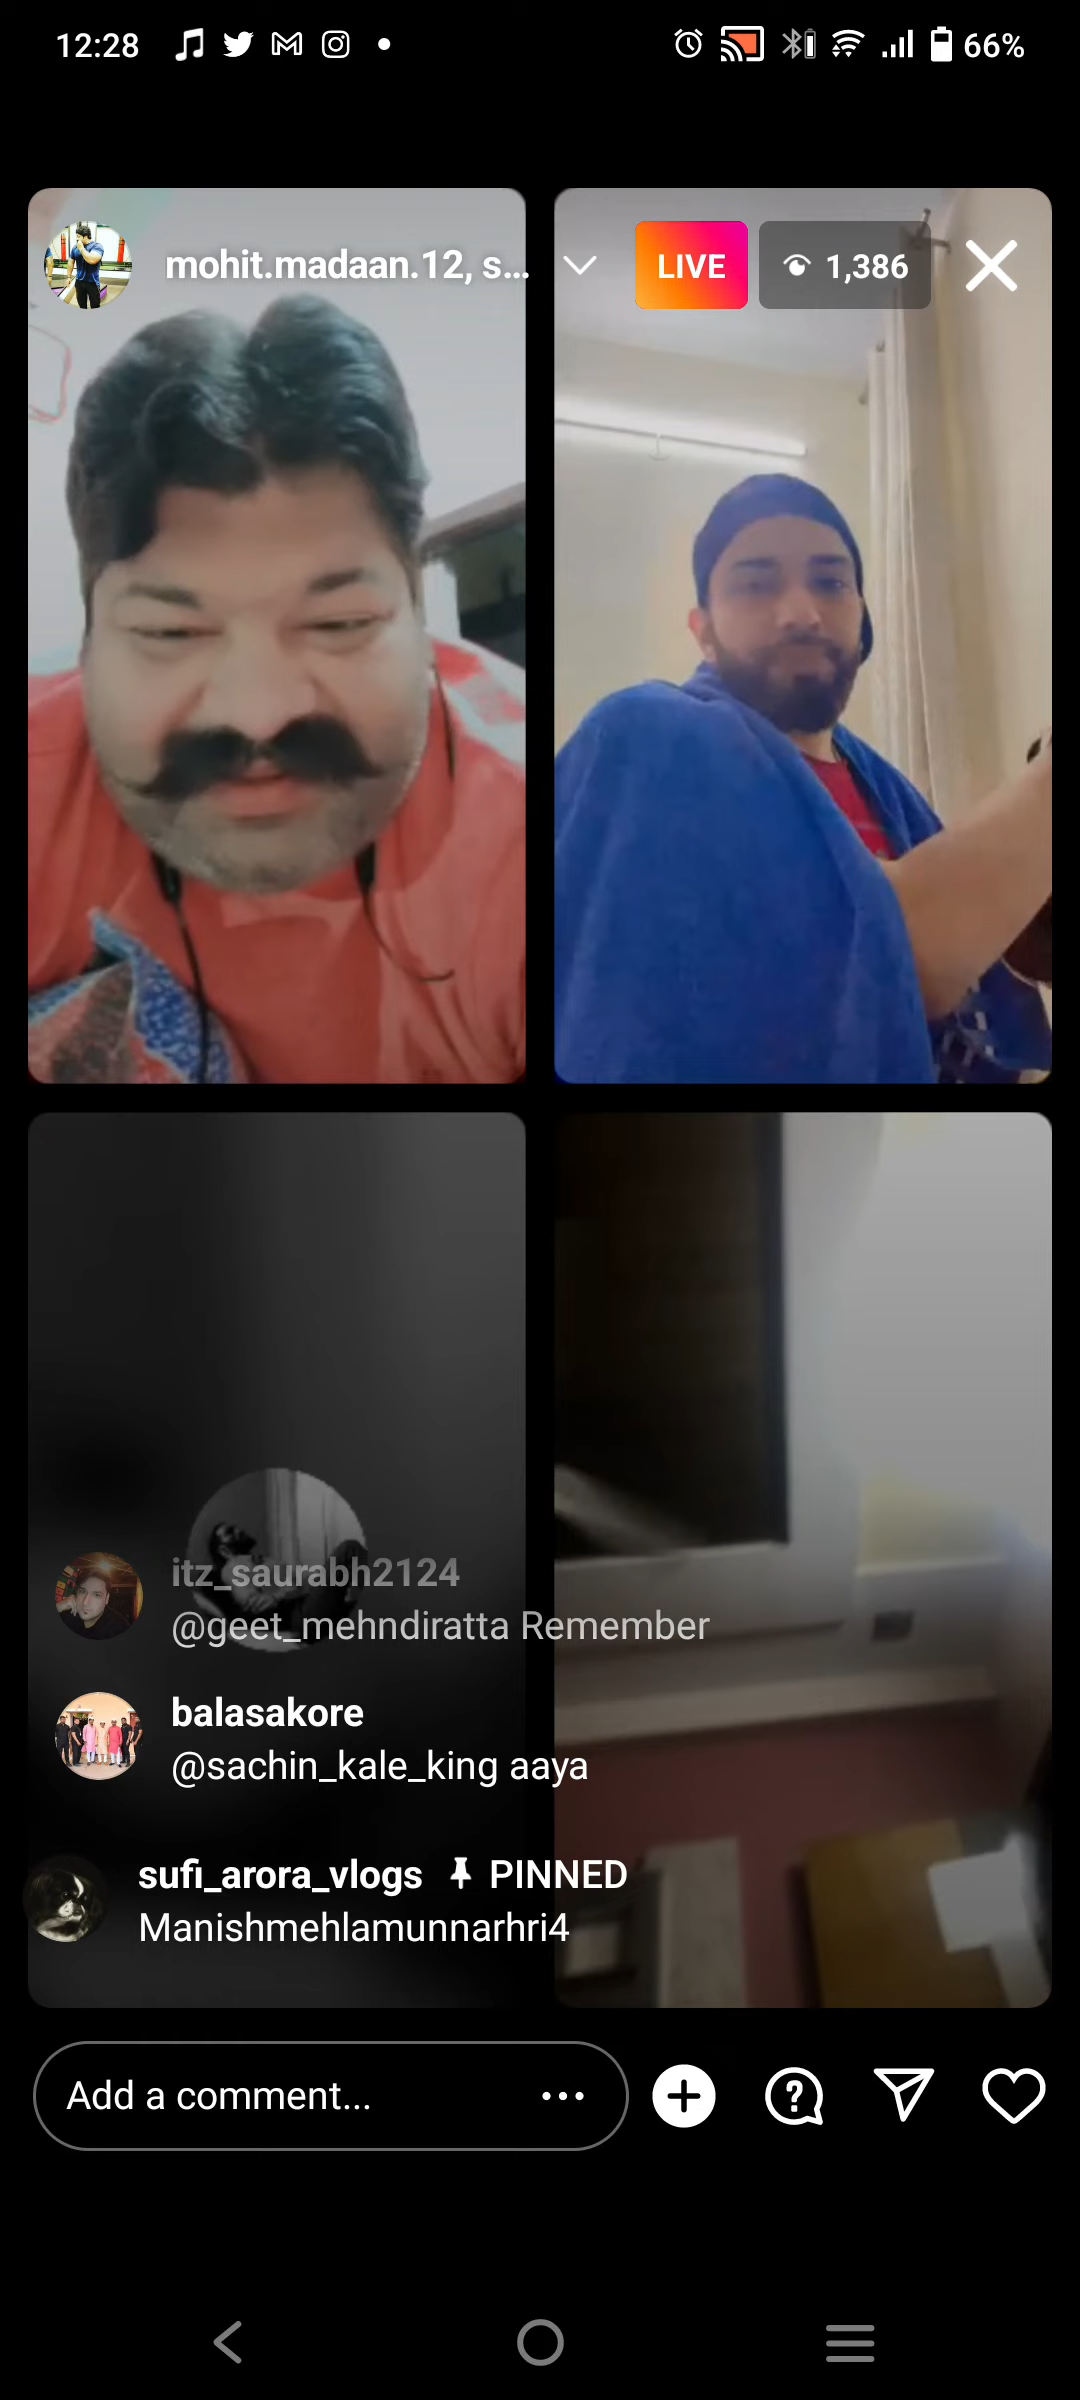 12:28
66%
mohit.madaan.12, s...
LIVE
1,386
itz_saurabh2124
@geet_mehndiratta Remember
balasakore
@sachin_kale_king aaya
sufi_arora_vlogs PINNED
Manishmehlamunnarhri4
Add a comment...